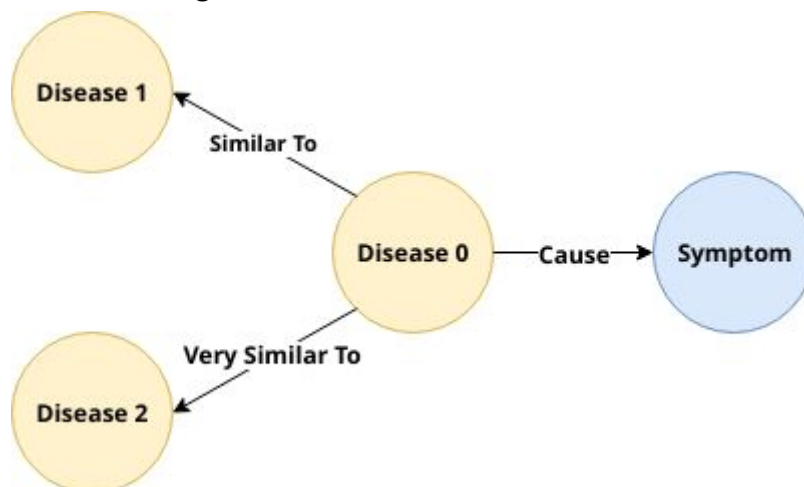 Disease 1
Similar To
Disease 0
Cause
Symptom
Very Similar To
Disease 2